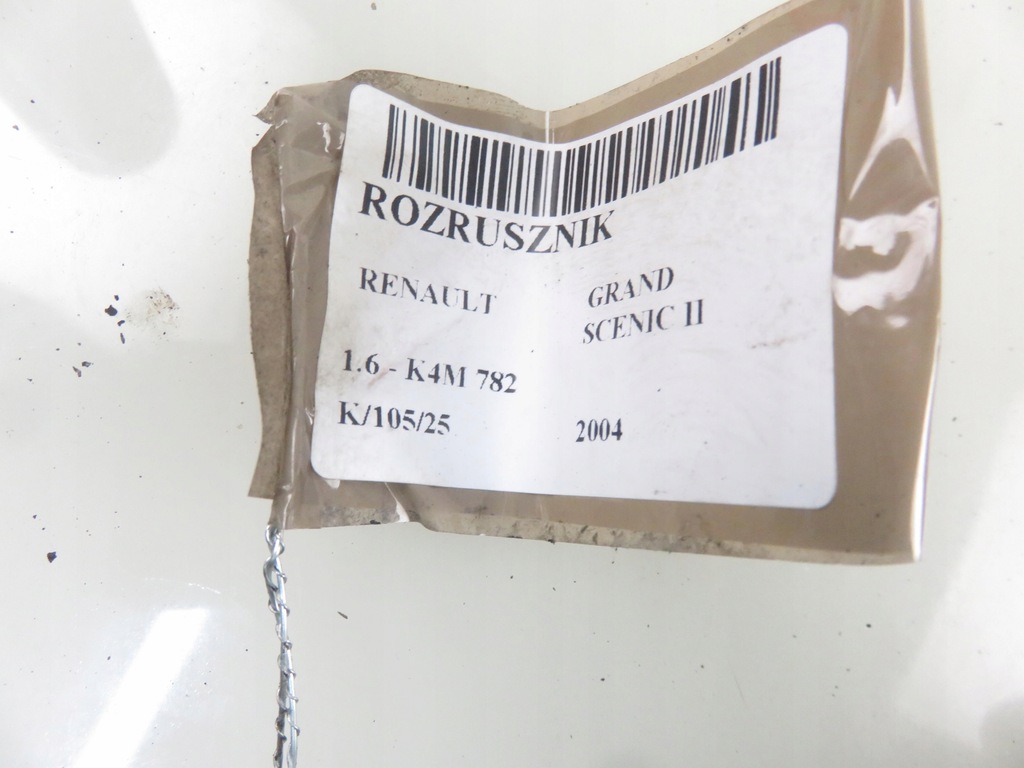 ROZRUSZNIK
RENAULT GRAND
SCENIC II
1.6 - K4M 782
K/105/25 2004